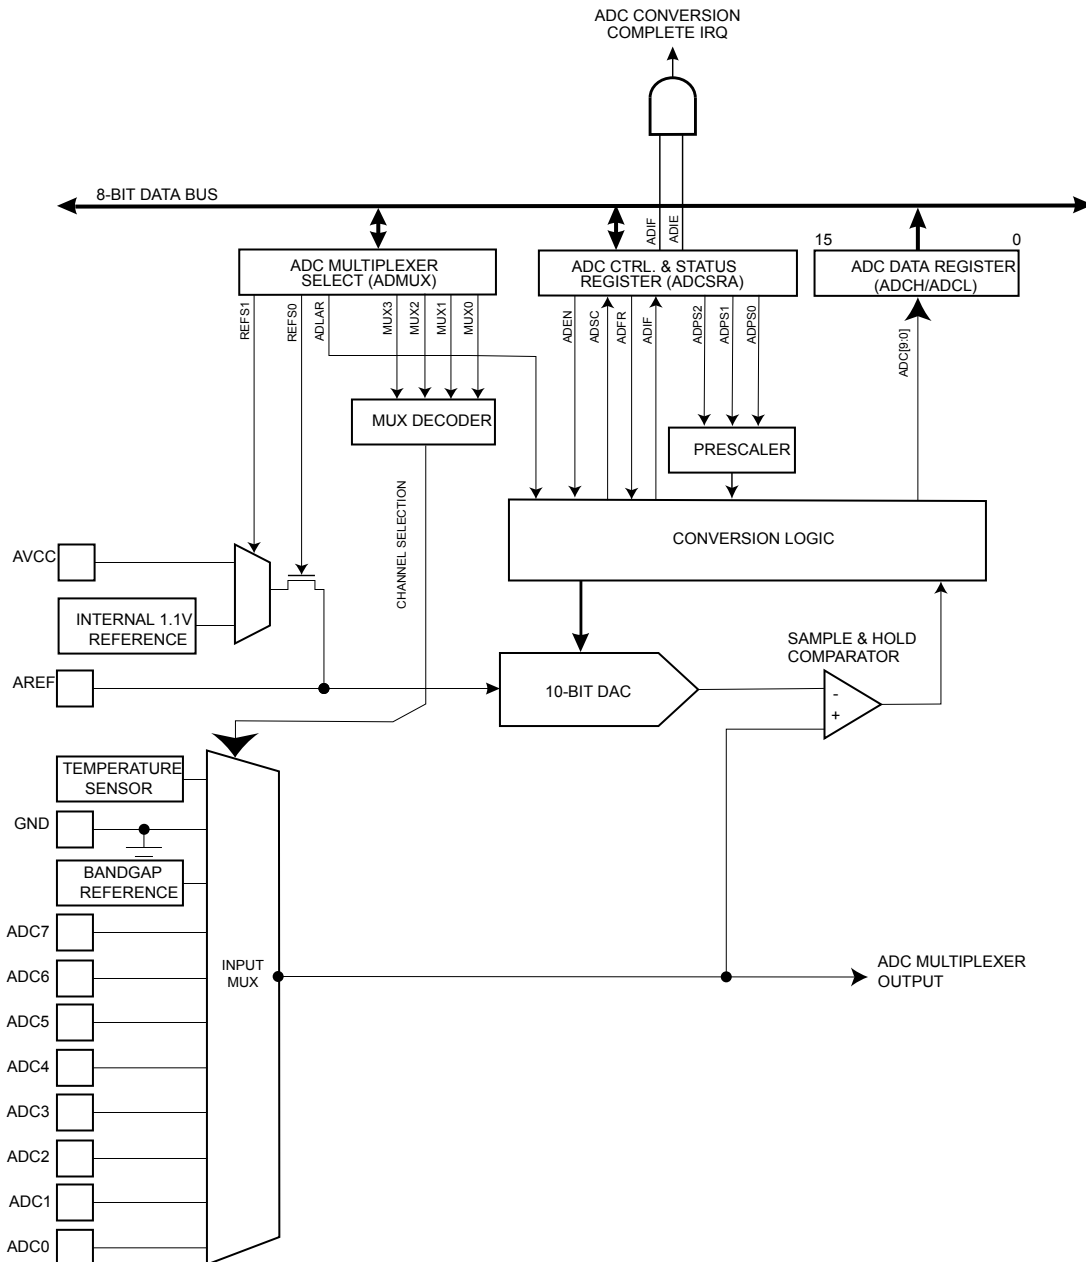 ADC CONVERSION
COMPLETE IRQ
8-BIT DATA BUS
ADIF
ADIE
15
0
ADC MULTIPLEXER
SELECT (ADMUX)
ADC CTRL. & STATUS
REGISTER (ADCSRA)
ADC DATA REGISTER
(ADCH/ADCL)
REFS1
REFS0
ADLAR
MUX3
MUX2
MUX1
MUX0
ADEN
ADSC
ADFR
ADIF
ADPS2
ADPS1
ADPS0
ADC[9:0]
MUX DECODER
PRESCALER
CHANNEL SELECTION
CONVERSION LOGIC
AVCC
INTERNAL 1.1V
REFERENCE
SAMPLE & HOLD
COMPARATOR
AREF
10-BIT DAC
-
+
TEMPERATURE
SENSOR
GND
BANDGAP
REFERENCE
ADC7
ADC6
ADC5
ADC4
ADC3
ADC2
ADC1
ADC0
INPUT
MUX
ADC MULTIPLEXER
OUTPUT